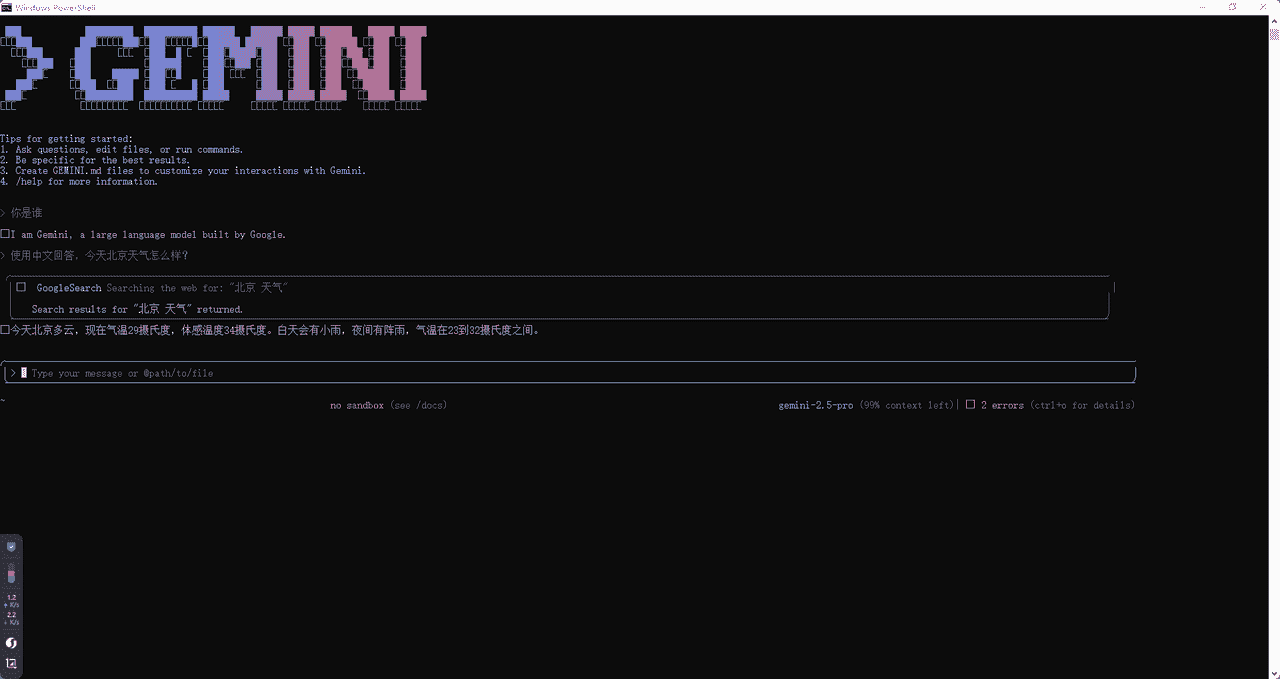 Windows PowerShell
> GEMINI
Tips for getting started:
1. Ask questions, edit files, or run commands.
2. Be specific for the best results.
3. Create GEMINI.md files to customize your interactions with Gemini.
4. /help for more information.
> 你是谁
I am Gemini, a large language model built by Google.
> 使用中文回答，今天北京天气怎么样？
GoogleSearch Searching the web for: "北京 天气"
Search results for "北京 天气" returned.
今天北京多云，现在气温29摄氏度，体感温度34摄氏度。白天会有小雨，夜间有阵雨，气温在23到32摄氏度之间。
> Type your message or @path/to/file
~ no sandbox (see /docs) gemini-2.5-pro (99% context left)| 2 errors (ctrl+o for details)
1.2
↑ K/s
2.2
↓ K/s